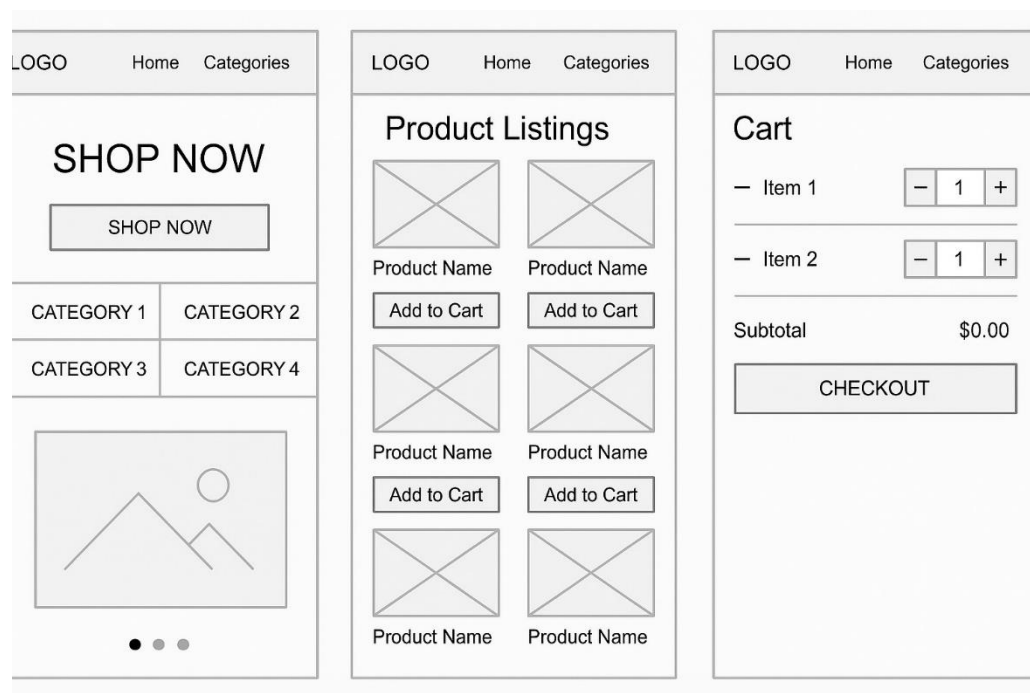 LOGO Home Categories
SHOP NOW
SHOP NOW
CATEGORY 1 CATEGORY 2
CATEGORY 3 CATEGORY 4
LOGO Home Categories
Product Listings
Product Name Product Name
Add to Cart Add to Cart
Product Name Product Name
Add to Cart Add to Cart
Product Name Product Name
LOGO Home Categories
Cart
– Item 1 – 1 +
– Item 2 – 1 +
Subtotal $0.00
CHECKOUT